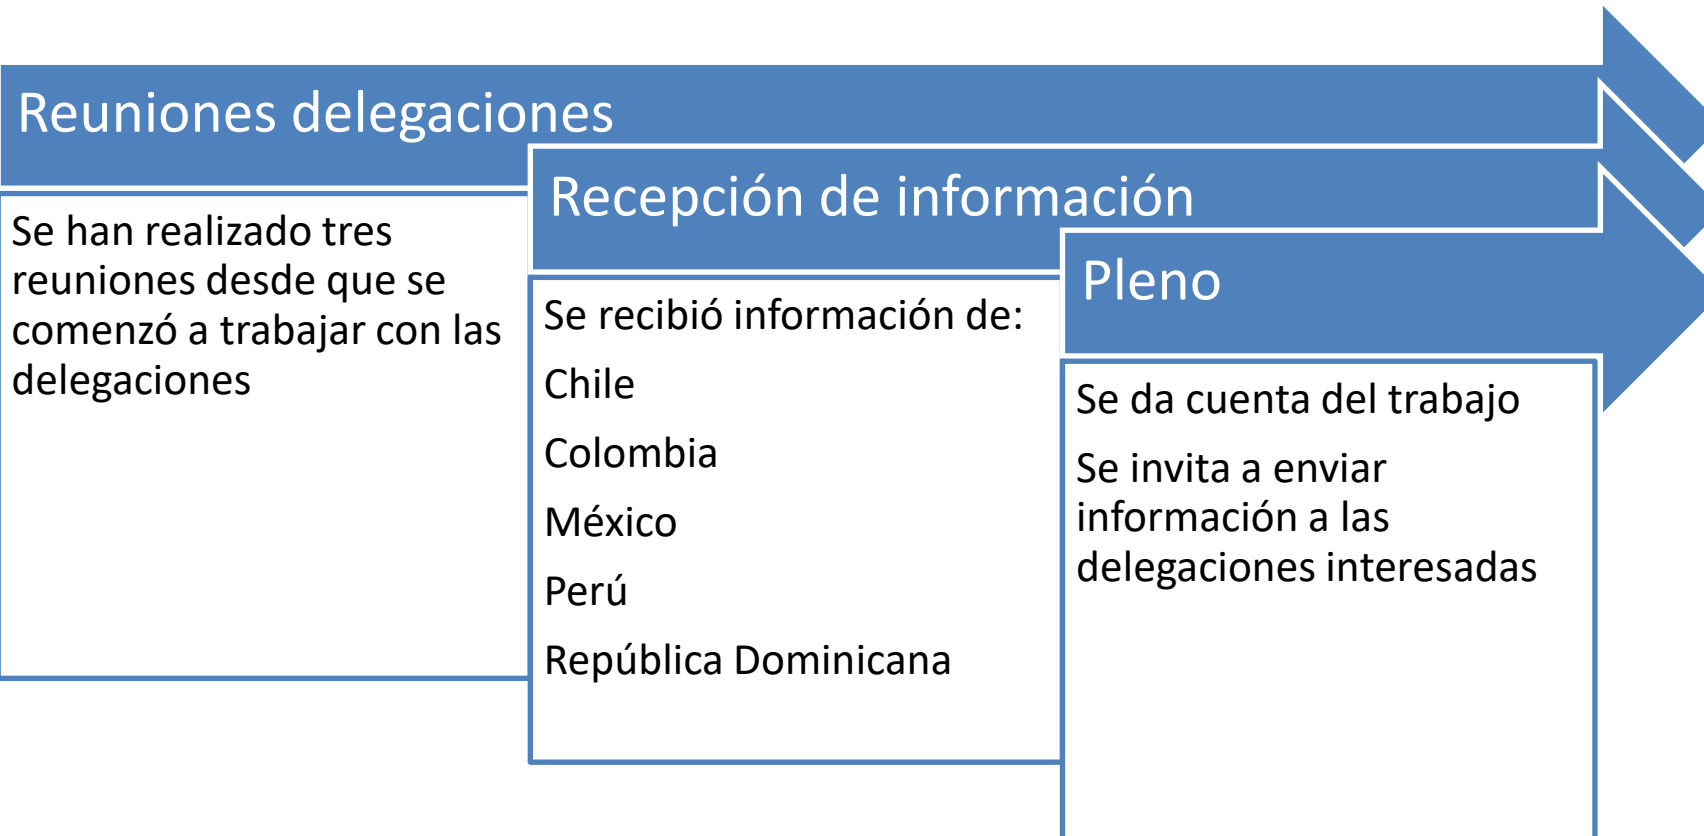 Reuniones delegaciones
Se han realizado tres
reuniones desde que se
comenzó a trabajar con las
delegaciones
Recepción de información
Se recibió información de:
Chile
Colombia
México
Perú
República Dominicana
Pleno
Se da cuenta del trabajo
Se invita a enviar
información a las
delegaciones interesadas